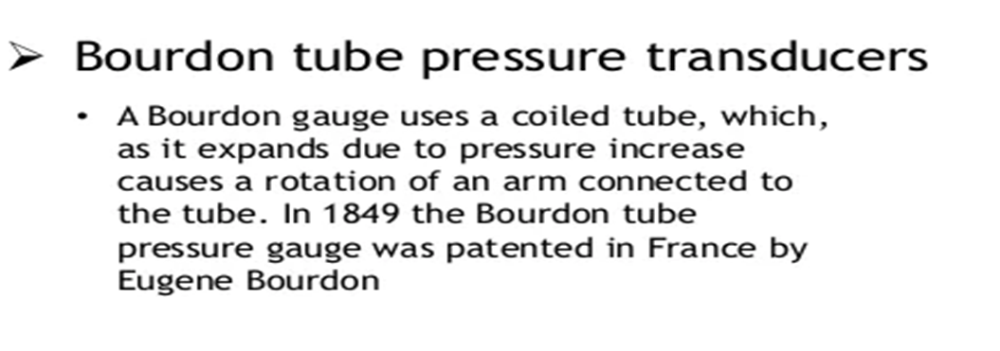 ➢ Bourdon tube pressure transducers
• A Bourdon gauge uses a coiled tube, which,
as it expands due to pressure increase
causes a rotation of an arm connected to
the tube. In 1849 the Bourdon tube
pressure gauge was patented in France by
Eugene Bourdon